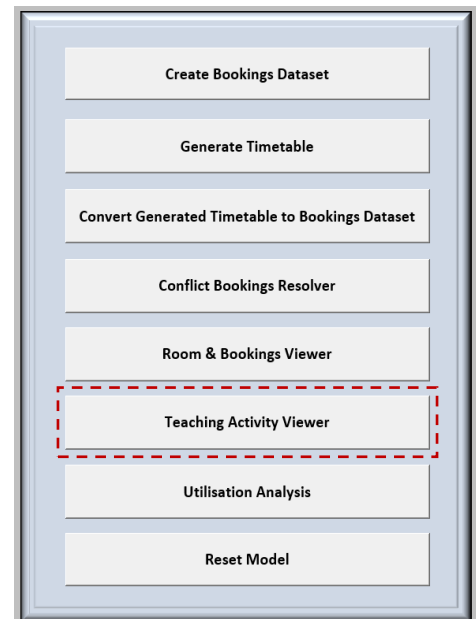 Create Bookings Dataset
Generate Timetable
Convert Generated Timetable to Bookings Dataset
Conflict Bookings Resolver
Room & Bookings Viewer
Teaching Activity Viewer
Utilisation Analysis
Reset Model